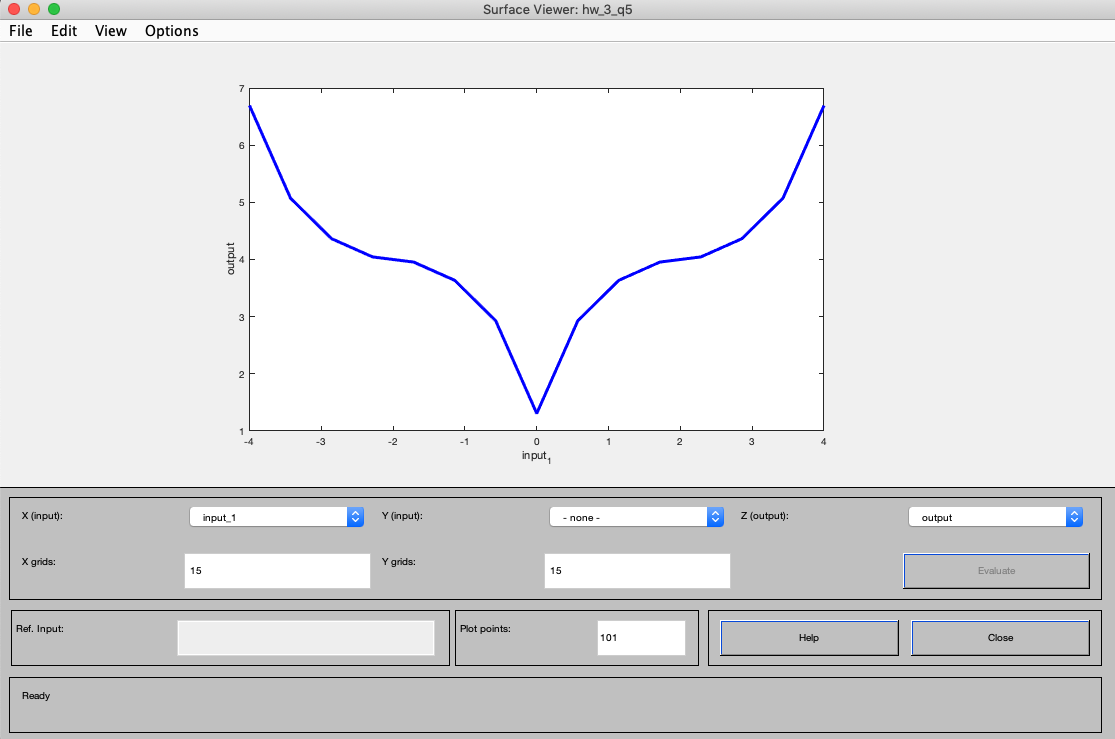 Surface Viewer: hw_3_q5
File Edit View Options
7
6
5
4
3
2
1
output
-4 -3 -2 -1 0 1 2 3 4
input1
X (input): input_1 Y (input): - none - Z (output): output
X grids: 15 Y grids: 15 Evaluate
Ref. Input: Plot points: 101 Help Close
Ready